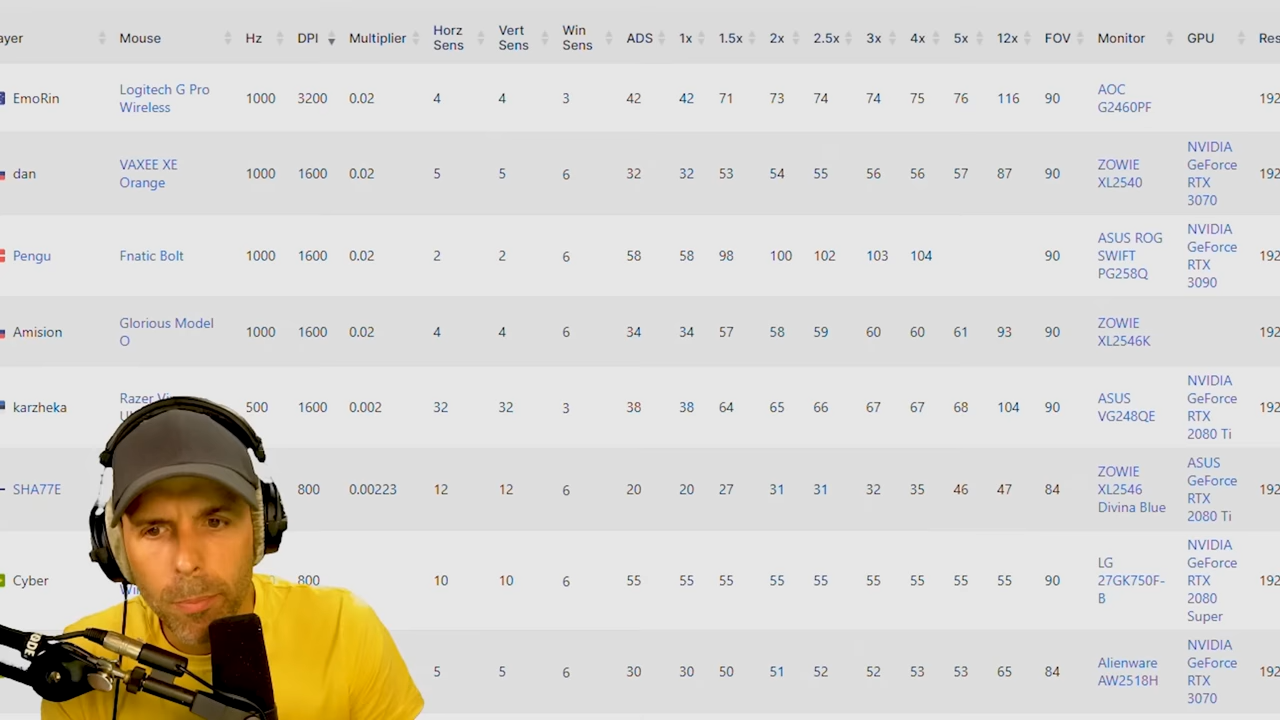 ayer Mouse Hz DPI Multiplier Horz Sens Vert Sens Win Sens ADS 1x 1.5x 2x 2.5x 3x 4x 5x 12x FOV Monitor GPU Res
EmoRin Logitech G Pro Wireless 1000 3200 0.02 4 4 3 42 42 71 73 74 74 75 76 116 90 AOC G2460PF 192
dan VAXEE XE Orange 1000 1600 0.02 5 5 6 32 32 53 54 55 56 56 57 87 90 ZOWIE XL2540 NVIDIA GeForce RTX 3070 192
Pengu Fnatic Bolt 1000 1600 0.02 2 2 6 58 58 98 100 102 103 104 90 ASUS ROG SWIFT PG258Q NVIDIA GeForce RTX 3090 192
Amision Glorious Model O 1000 1600 0.02 4 4 6 34 34 57 58 59 60 60 61 93 90 ZOWIE XL2546K 192
karzheka Razer 500 1600 0.002 32 32 3 38 38 64 65 66 67 67 68 104 90 ASUS VG248QE NVIDIA GeForce RTX 2080 Ti 192
SHA77E 800 0.00223 12 12 6 20 20 27 31 31 32 35 46 47 84 ZOWIE XL2546 Divina Blue ASUS GeForce RTX 2080 Ti 192
Cyber 800 10 10 6 55 55 55 55 55 55 55 55 55 90 LG 27GK750F-B NVIDIA GeForce RTX 2080 Super 192
5 5 6 30 30 50 51 52 52 53 53 65 84 Alienware AW2518H NVIDIA GeForce RTX 3070 192
RODE